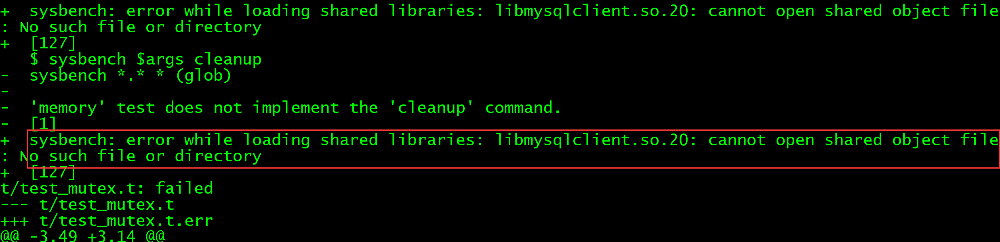 +  sysbench: error while loading shared libraries: libmysqlclient.so.20: cannot open shared object file
: No such file or directory
+  [127]
   $ sysbench $args cleanup
-  sysbench *.* * (glob)
-
-  'memory' test does not implement the 'cleanup' command.
-  [1]
+  sysbench: error while loading shared libraries: libmysqlclient.so.20: cannot open shared object file
: No such file or directory
+  [127]
t/test_mutex.t: failed
--- t/test_mutex.t
+++ t/test_mutex.t.err
@@ -3,49 +3,14 @@